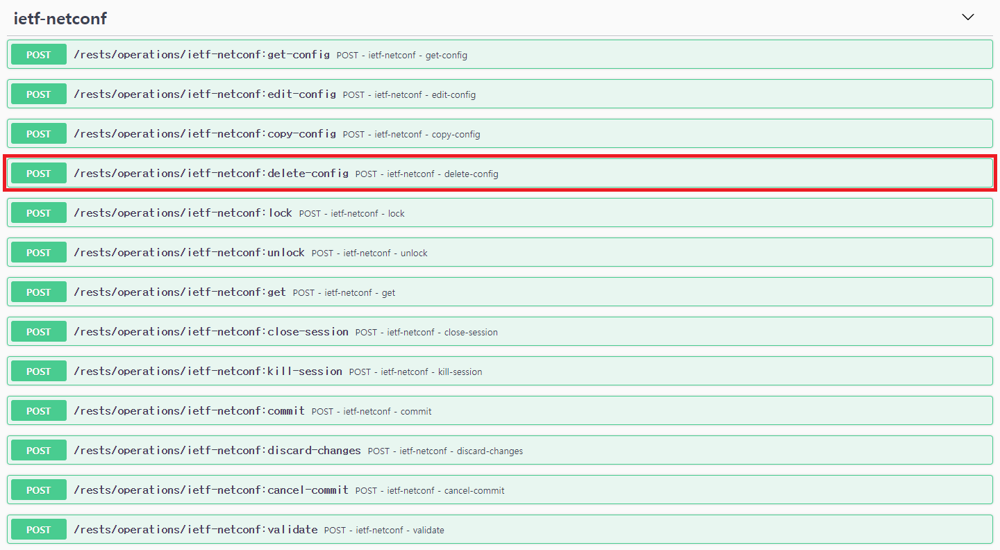 ietf-netconf
POST /rests/operations/ietf-netconf:get-config POST - ietf-netconf - get-config
POST /rests/operations/ietf-netconf:edit-config POST - ietf-netconf - edit-config
POST /rests/operations/ietf-netconf:copy-config POST - ietf-netconf - copy-config
POST /rests/operations/ietf-netconf:delete-config POST - ietf-netconf - delete-config
POST /rests/operations/ietf-netconf:lock POST - ietf-netconf - lock
POST /rests/operations/ietf-netconf:unlock POST - ietf-netconf - unlock
POST /rests/operations/ietf-netconf:get POST - ietf-netconf - get
POST /rests/operations/ietf-netconf:close-session POST - ietf-netconf - close-session
POST /rests/operations/ietf-netconf:kill-session POST - ietf-netconf - kill-session
POST /rests/operations/ietf-netconf:commit POST - ietf-netconf - commit
POST /rests/operations/ietf-netconf:discard-changes POST - ietf-netconf - discard-changes
POST /rests/operations/ietf-netconf:cancel-commit POST - ietf-netconf - cancel-commit
POST /rests/operations/ietf-netconf:validate POST - ietf-netconf - validate